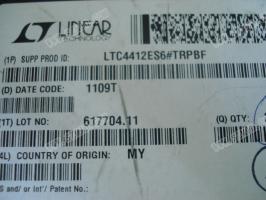 LINEAR
TECHNOLOGY
(1P) SUPP PROD ID: LTC4412ES6#TRPBF
(D) DATE CODE: 1109T
(1T) LOT NO: 617704.11 (Q) QTY:
4L) COUNTRY OF ORIGIN: MY
S and/ or Int'/ Patent No.: